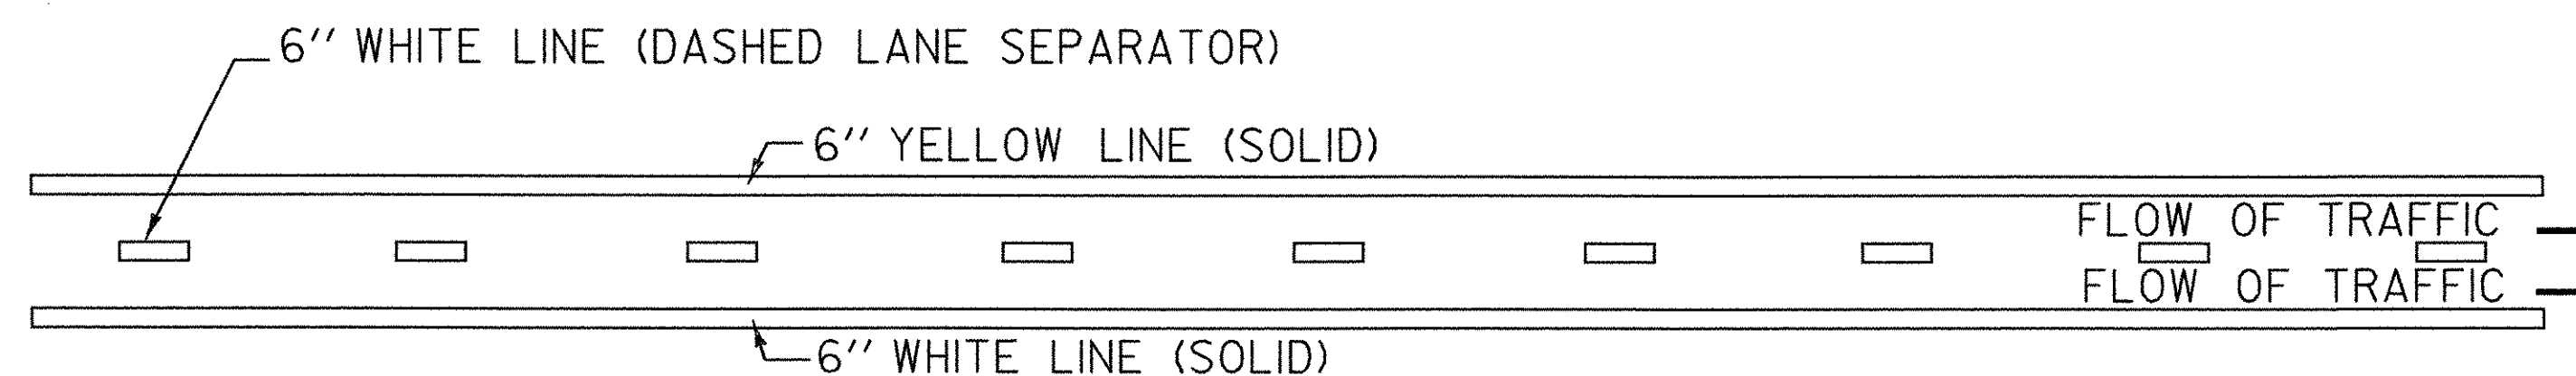 6'' WHITE LINE (DASHED LANE SEPARATOR)
6'' YELLOW LINE (SOLID)
FLOW OF TRAFFIC
FLOW OF TRAFFIC
6'' WHITE LINE (SOLID)